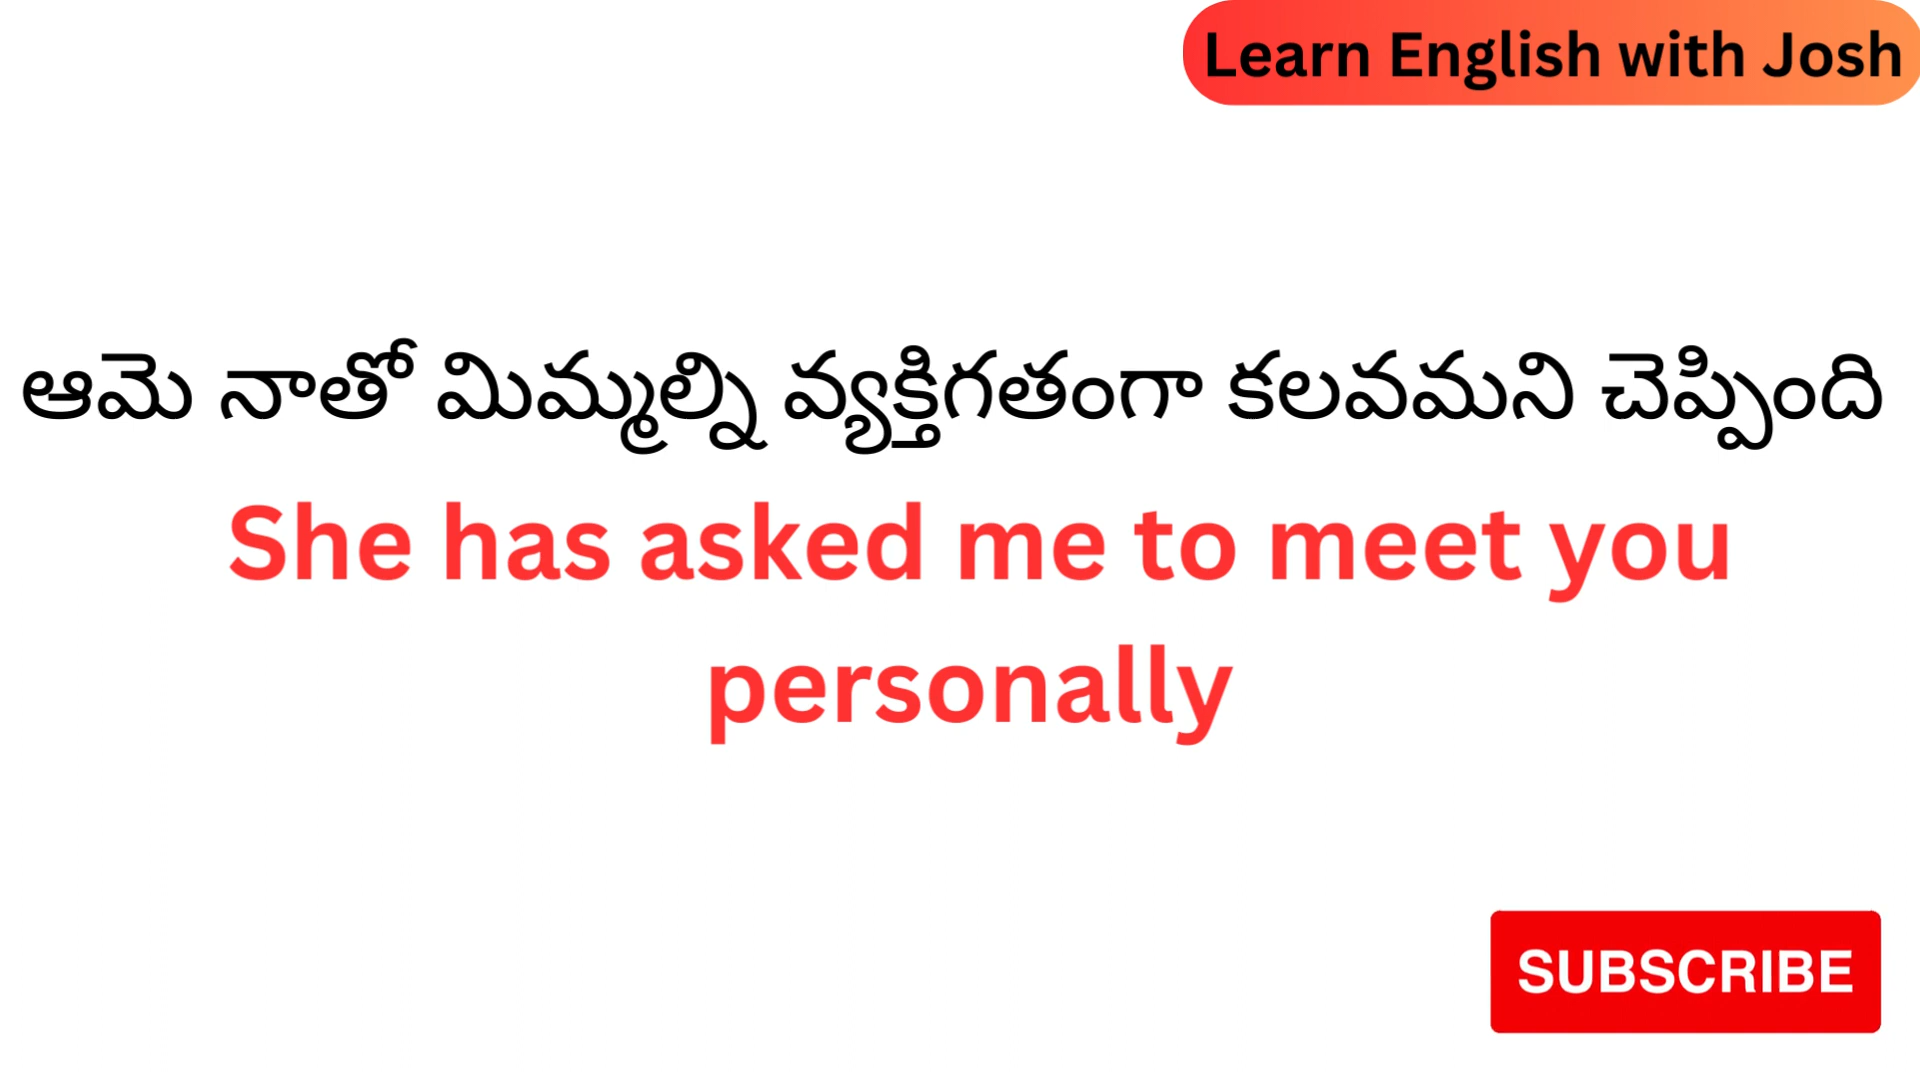 Learn English with Josh
ఆమె నాతో మిమ్మల్ని వ్యక్తిగతంగా కలవమని చెప్పింది
She has asked me to meet you
personally
SUBSCRIBE